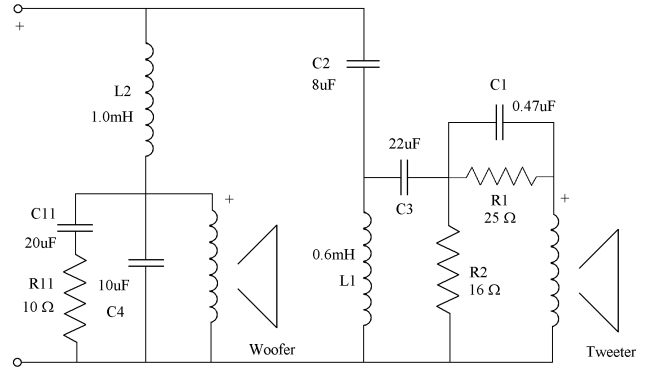 +
L2
1.0mH
C2
8uF
C1
0.47uF
22uF
C3
R1
25 Ω
+
+
C11
20uF
R11
10 Ω
10uF
C4
0.6mH
L1
R2
16 Ω
Woofer
Tweeter